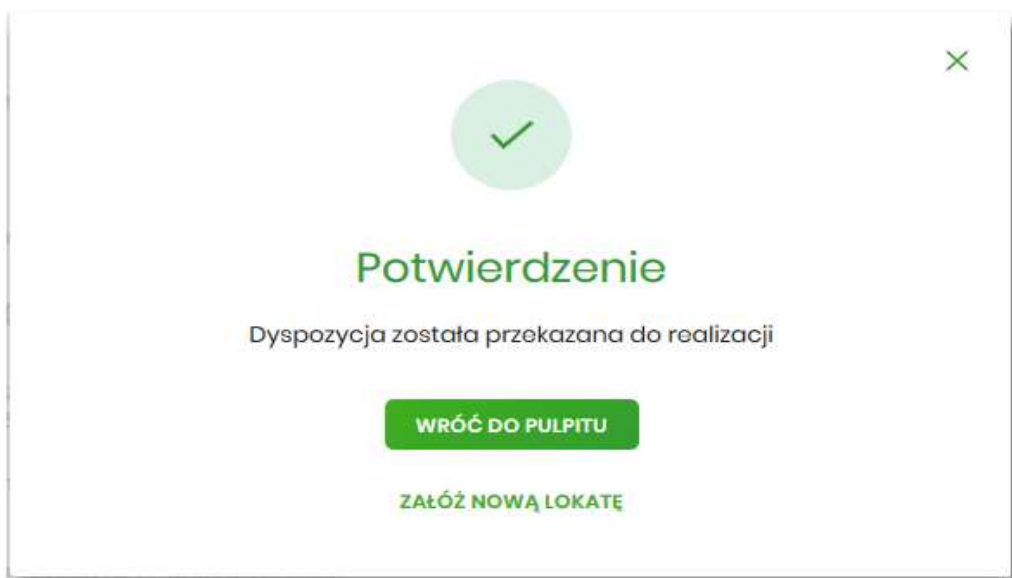 Potwierdzenie
Dyspozycja została przekazana do realizacji
WRÓĆ DO PULPITU
ZAŁÓŻ NOWĄ LOKATĘ